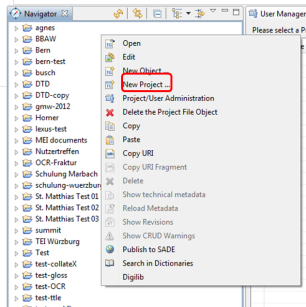 Navigator
User Manager
Please select a P
agnes
BBAW
Bern
bern-test
busch
DTD
DTD-copy
gmw-2012
Homer
lexus-test
MEI documents
Nutzertreffen
OCR-Fraktur
Schulung Marbach
schulung-wuerzbur
St. Matthias Test 01
St. Matthias Test 02
St. Matthias Test 03
summit
TEI Würzburg
Test
test-collateX
test-gloss
test-OCR
test-ttle
Open
Edit
New Object ...
New Project ...
Project/User Administration
Delete the Project File Object
Copy
Paste
Copy URI
Copy URI Fragment
Delete
Show technical metadata
Reload Metadata
Show Revisions
Show CRUD Warnings
Publish to SADE
Search in Dictionaries
Digilib